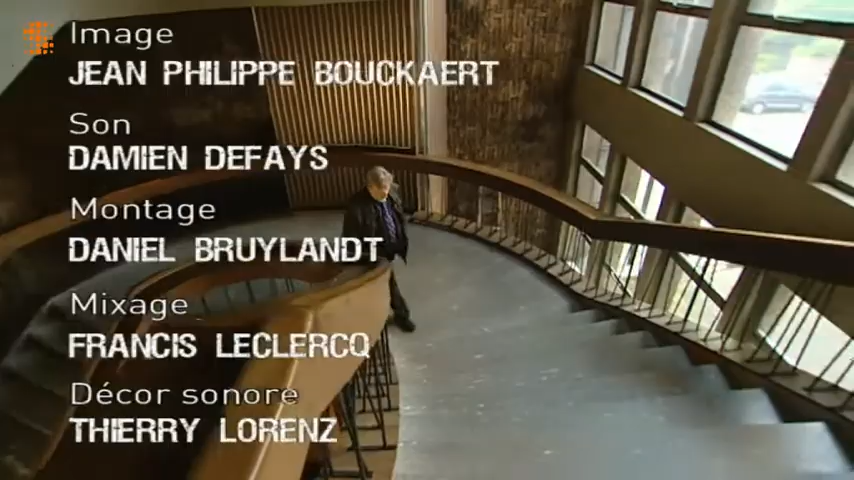 Image
JEAN PHILIPPE BOUCKAERT
Son
DAMIEN DEFAYS
Montage
DANIEL BRUYLANDT
Mixage
FRANCIS LECLERCQ
Décor sonore
THIERRY LORENZ